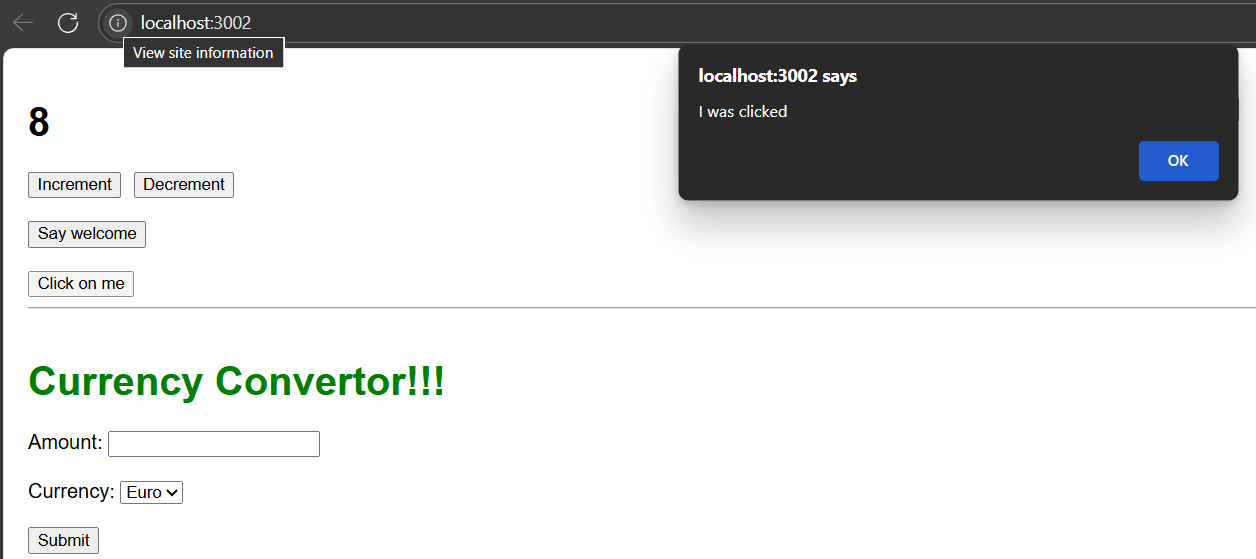 localhost:3002
View site information
localhost:3002 says
I was clicked
OK
8
Increment Decrement
Say welcome
Click on me
Currency Convertor!!!
Amount:
Currency: Euro
Submit